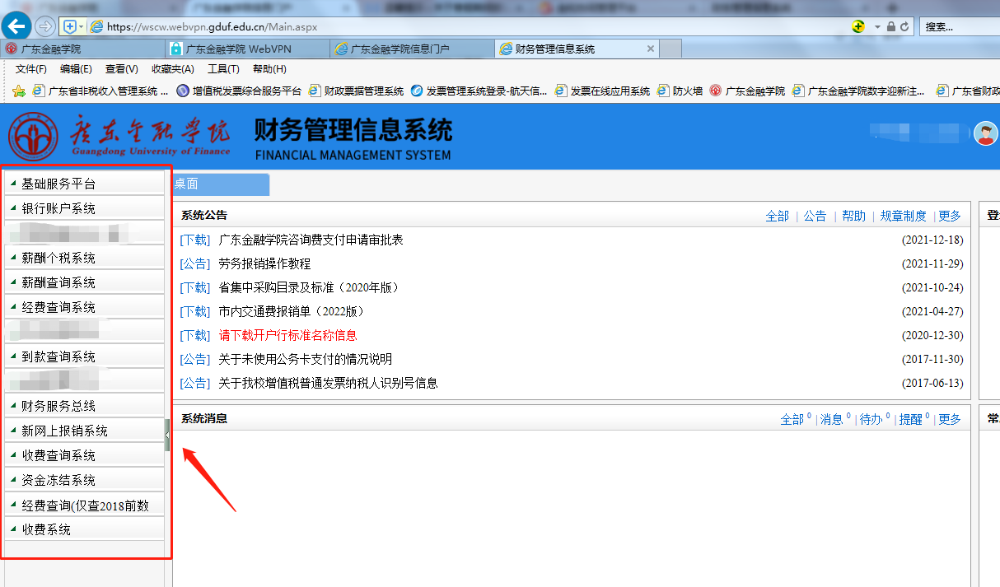 https://wscw.webvpn.gduf.edu.cn/Main.aspx
搜索...
广东金融学院
广东金融学院 WebVPN
广东金融学院信息门户
财务管理信息系统
文件(F) 编辑(E) 查看(V) 收藏夹(A) 工具(T) 帮助(H)
广东省非税收入管理系统 ...
增值税发票综合服务平台
财政票据管理系统
发票管理系统登录-航天信...
发票在线应用系统
防火墙
广东金融学院
广东金融学院数字迎新注...
广东省财政
广东金融学院
Guangdong University of Finance
财务管理信息系统
FINANCIAL MANAGEMENT SYSTEM
基础服务平台
银行账户系统
薪酬个税系统
薪酬查询系统
经费查询系统
到款查询系统
财务服务总线
新网上报销系统
收费查询系统
资金冻结系统
经费查询(仅查2018前数
收费系统
桌面
系统公告
全部 | 公告 | 帮助 | 规章制度 | 更多
[下载] 广东金融学院咨询费支付申请审批表 (2021-12-18)
[公告] 劳务报销操作教程 (2021-11-29)
[下载] 省集中采购目录及标准（2020年版） (2021-10-24)
[下载] 市内交通费报销单（2022版） (2021-04-27)
[下载] 请下载开户行标准名称信息 (2020-12-30)
[公告] 关于未使用公务卡支付的情况说明 (2017-11-30)
[公告] 关于我校增值税普通发票纳税人识别号信息 (2017-06-13)
系统消息
全部 0 | 消息 0 | 待办 0 | 提醒 0 | 更多
登
常